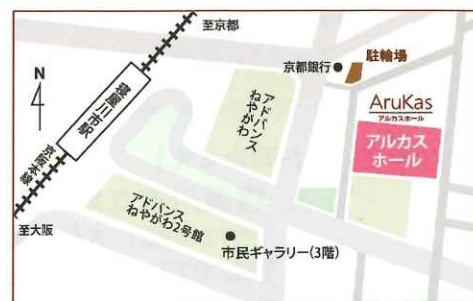 至京都
N
寝屋川市駅
京阪本線
至大阪
アドバンス
ねやがわ
京都銀行
駐輪場
AruKas
アルカスホール
アルカス
ホール
アドバンス
ねやがわ2号館
市民ギャラリー(3階)